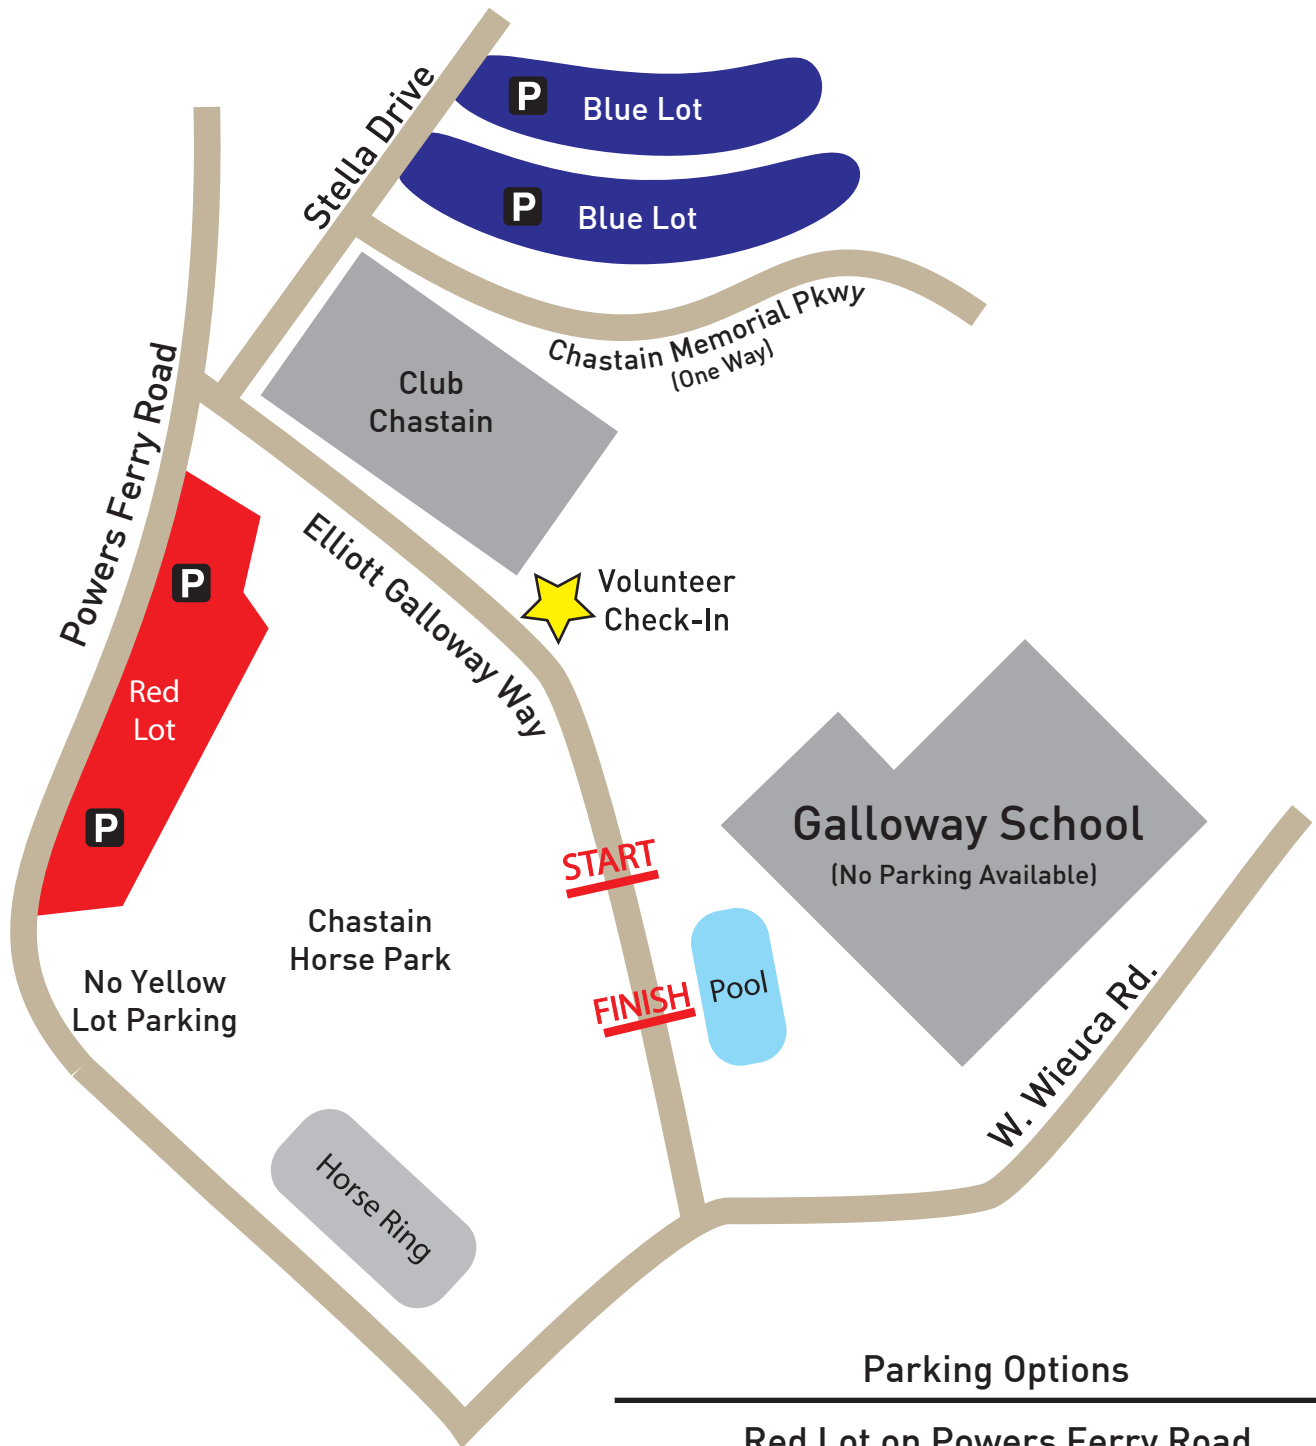 Stella Drive
P
Blue Lot
P
Blue Lot
Chastain Memorial Pkwy
(One Way)
Club
Chastain
Powers Ferry Road
Elliott Galloway Way
P
Volunteer
Check-In
Red
Lot
P
START
Galloway School
(No Parking Available)
Chastain
Horse Park
No Yellow
Lot Parking
FINISH
Pool
W. Wieuca Rd.
Horse Ring
Parking Options
Red Lot on Powers Ferry Road